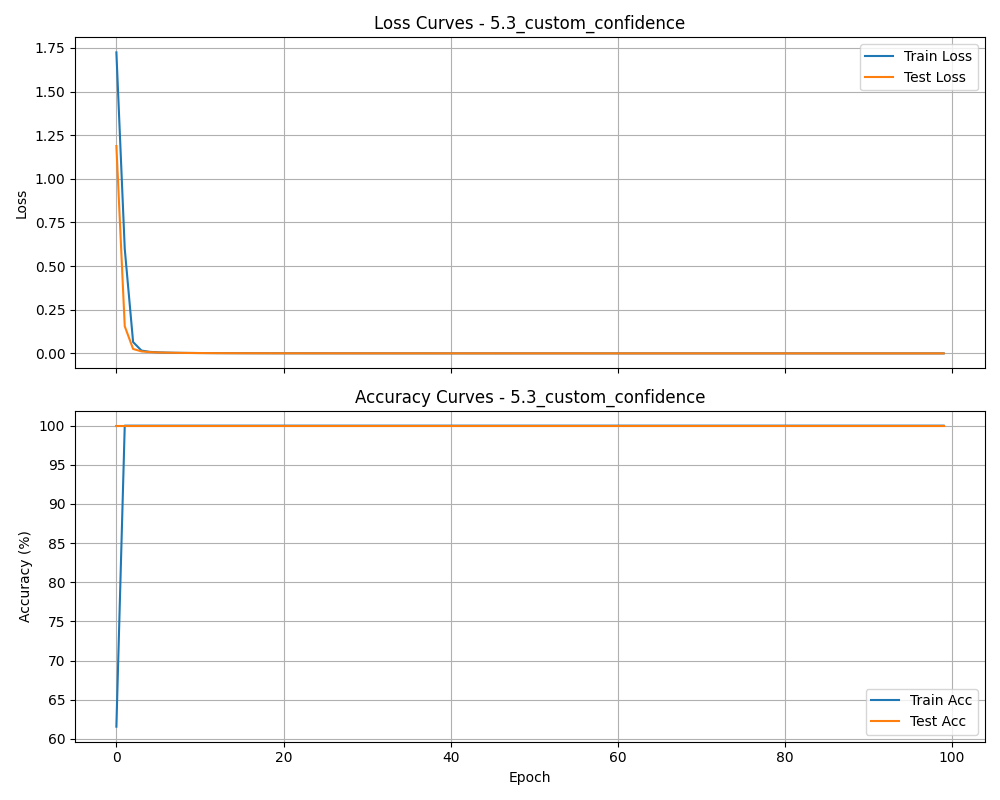 Loss Curves - 5.3_custom_confidence
1.75
1.50
1.25
1.00
0.75
0.50
0.25
0.00
Loss
Train Loss
Test Loss
Accuracy Curves - 5.3_custom_confidence
100
95
90
85
80
75
70
65
60
Accuracy (%)
Train Acc
Test Acc
0 20 40 60 80 100
Epoch